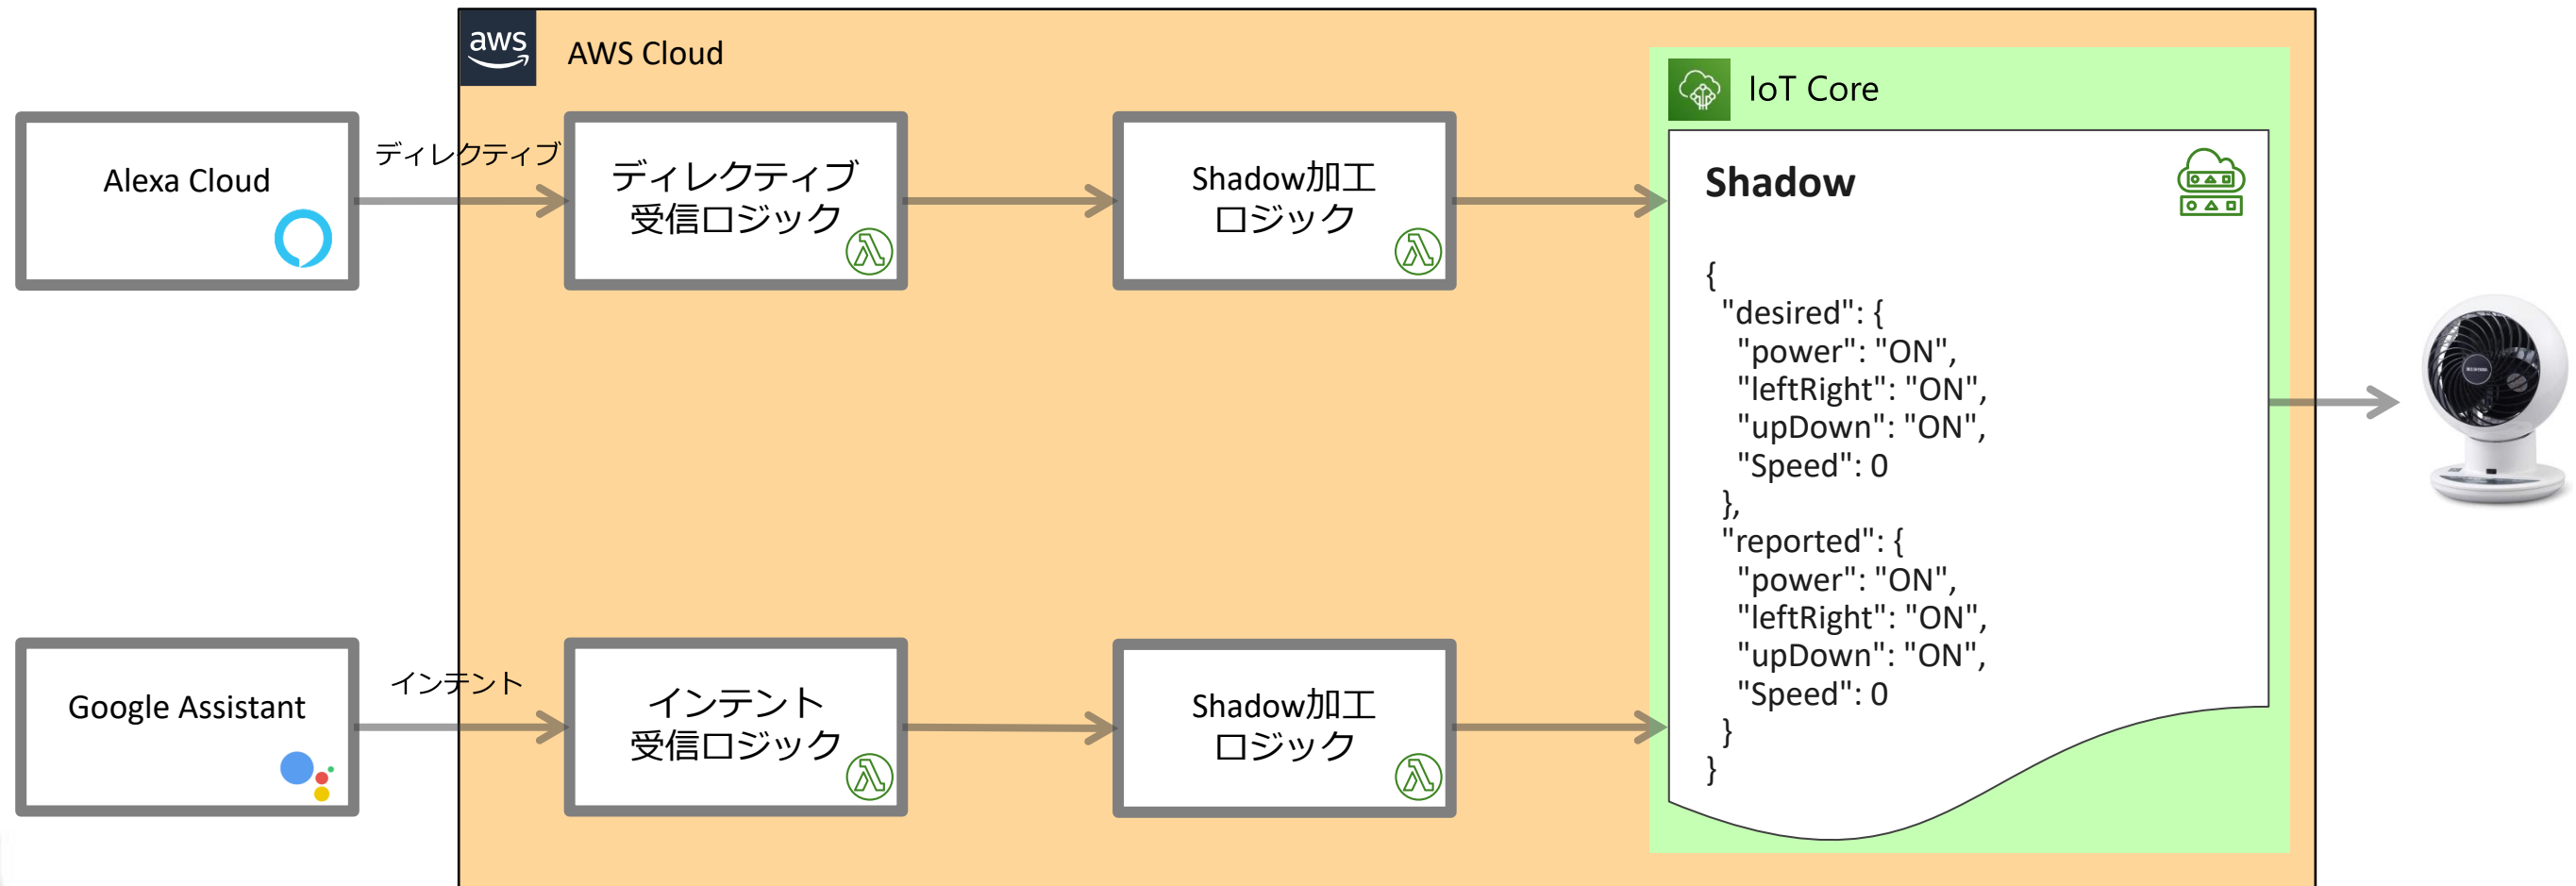 aws
AWS Cloud
IoT Core
Alexa Cloud
ディレクティブ
ディレクティブ
受信ロジック
Shadow加工
ロジック
Shadow
{
"desired": {
"power": "ON",
"leftRight": "ON",
"upDown": "ON",
"Speed": 0
},
"reported": {
"power": "ON",
"leftRight": "ON",
"upDown": "ON",
"Speed": 0
}
}
Google Assistant
インテント
インテント
受信ロジック
Shadow加工
ロジック